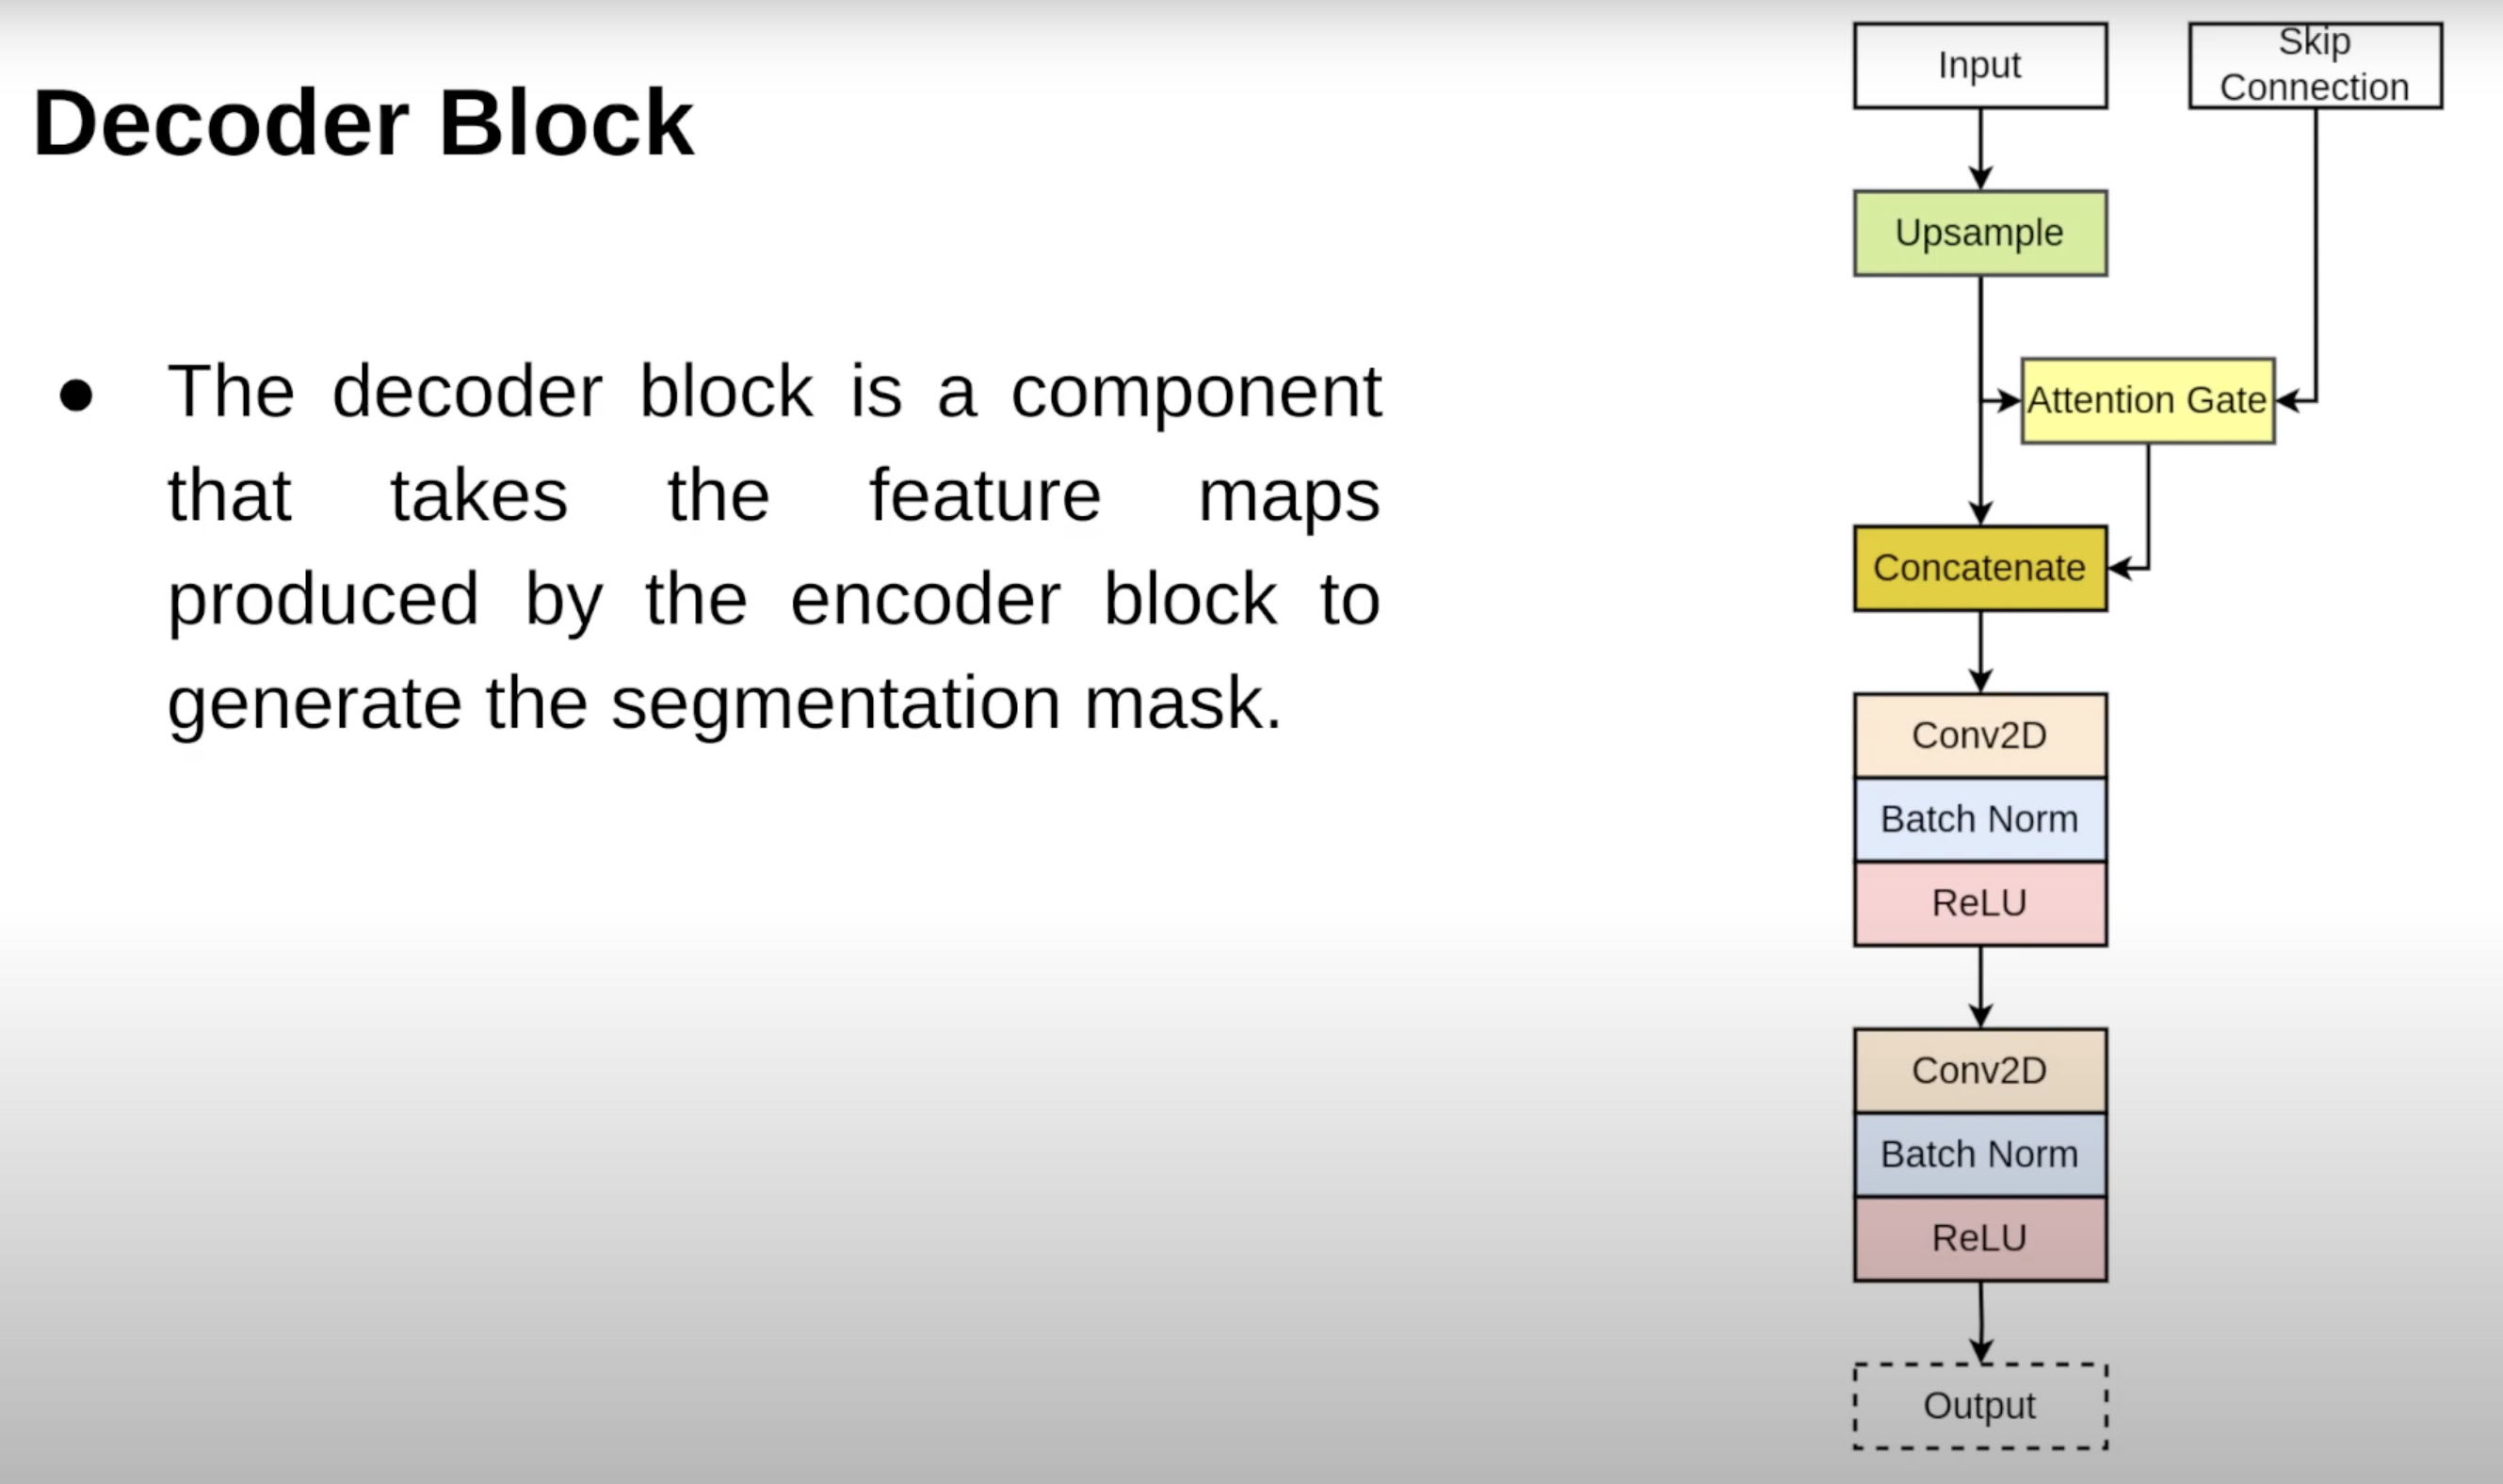 Decoder Block
● The decoder block is a component
that takes the feature maps
produced by the encoder block to
generate the segmentation mask.
Input
Skip
Connection
Upsample
Attention Gate
Concatenate
Conv2D
Batch Norm
ReLU
Conv2D
Batch Norm
ReLU
Output